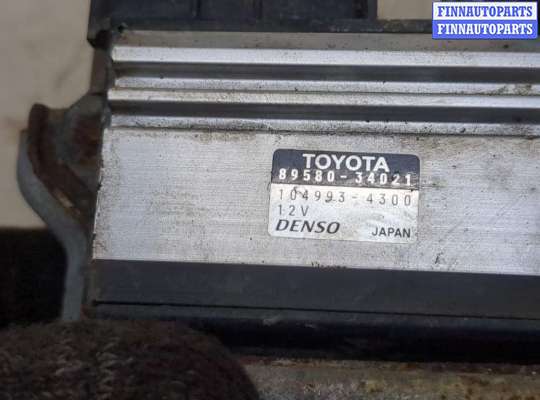 FINNAUTOPARTS
FINNAUTOPARTS
TOYOTA
89580-34021
104993-4300
12V
DENSO JAPAN